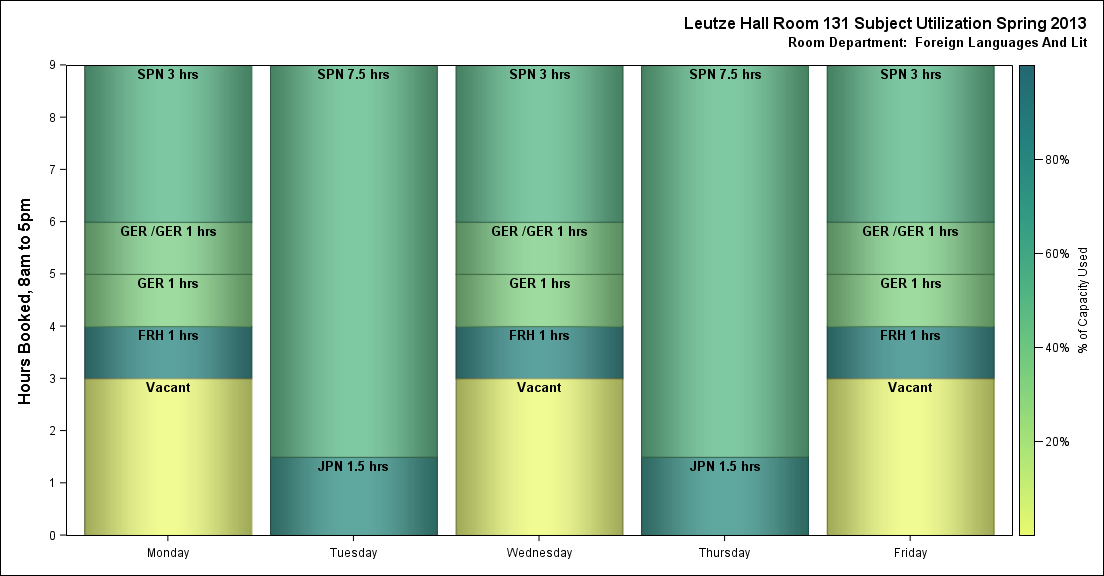 Leutze Hall Room 131 Subject Utilization Spring 2013
Room Department:  Foreign Languages And Lit
Hours Booked, 8am to 5pm
9
8
7
6
5
4
3
2
1
0
SPN 3 hrs
GER /GER 1 hrs
GER 1 hrs
FRH 1 hrs
Vacant
Monday
SPN 7.5 hrs
JPN 1.5 hrs
Tuesday
SPN 3 hrs
GER /GER 1 hrs
GER 1 hrs
FRH 1 hrs
Vacant
Wednesday
SPN 7.5 hrs
JPN 1.5 hrs
Thursday
SPN 3 hrs
GER /GER 1 hrs
GER 1 hrs
FRH 1 hrs
Vacant
Friday
80%
60%
40%
20%
% of Capacity Used